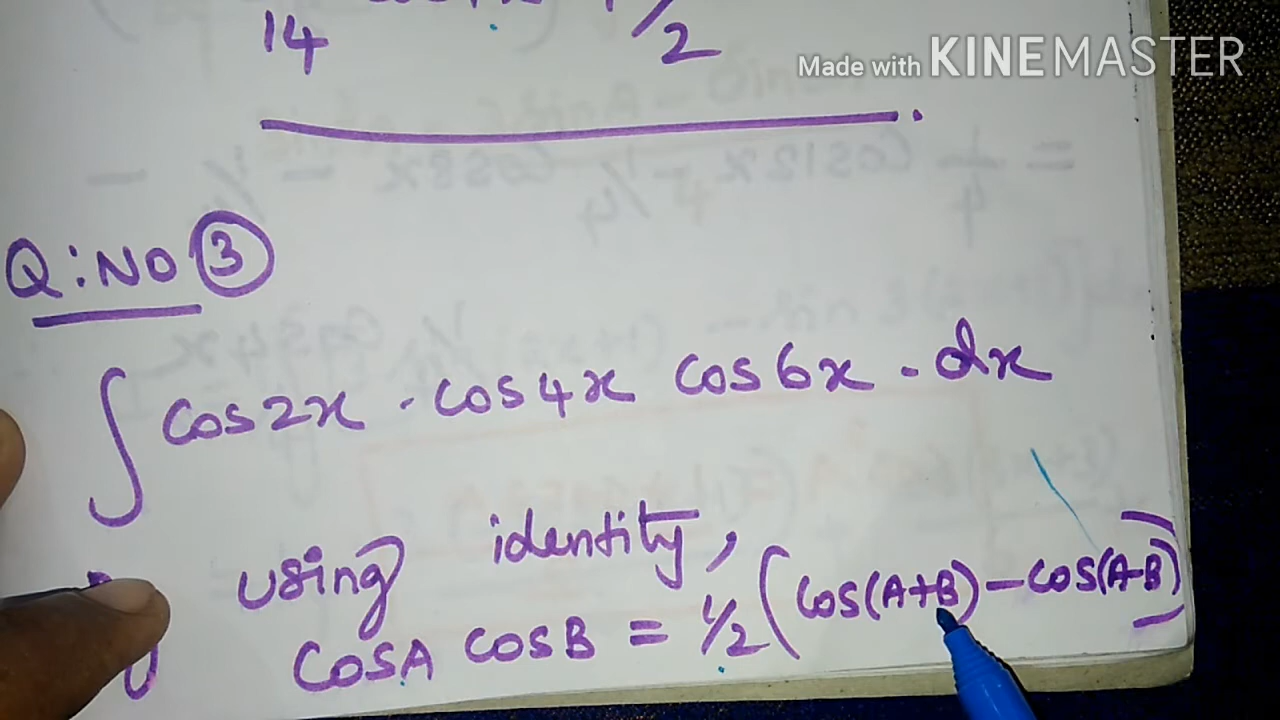 14 1/2
Made with KINEMASTER
Q:NO 3
∫ cos2x . cos4x cos6x . dx
using identity,
cosA cosB = 1/2 (cos(A+B) - cos(A-B))